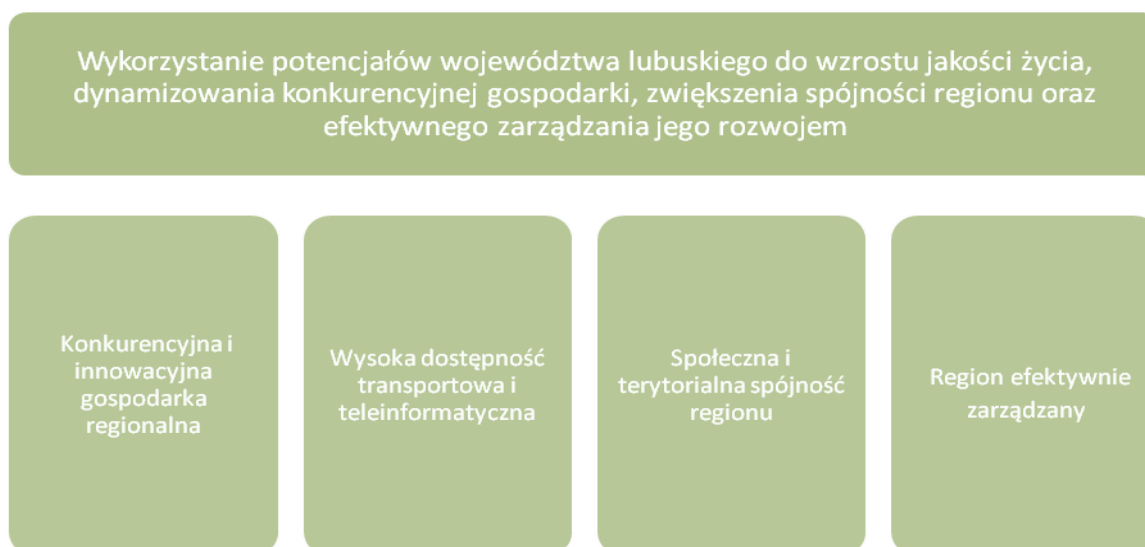 Wykorzystanie potencjałów województwa lubuskiego do wzrostu jakości życia,
dynamizowania konkurencyjnej gospodarki, zwiększenia spójności regionu oraz
efektywnego zarządzania jego rozwojem
Konkurencyjna i
innowacyjna
gospodarka
regionalna
Wysoka dostępność
transportowa i
teleinformatyczna
Społeczna i
terytorialna spójność
regionu
Region efektywnie
zarządzany